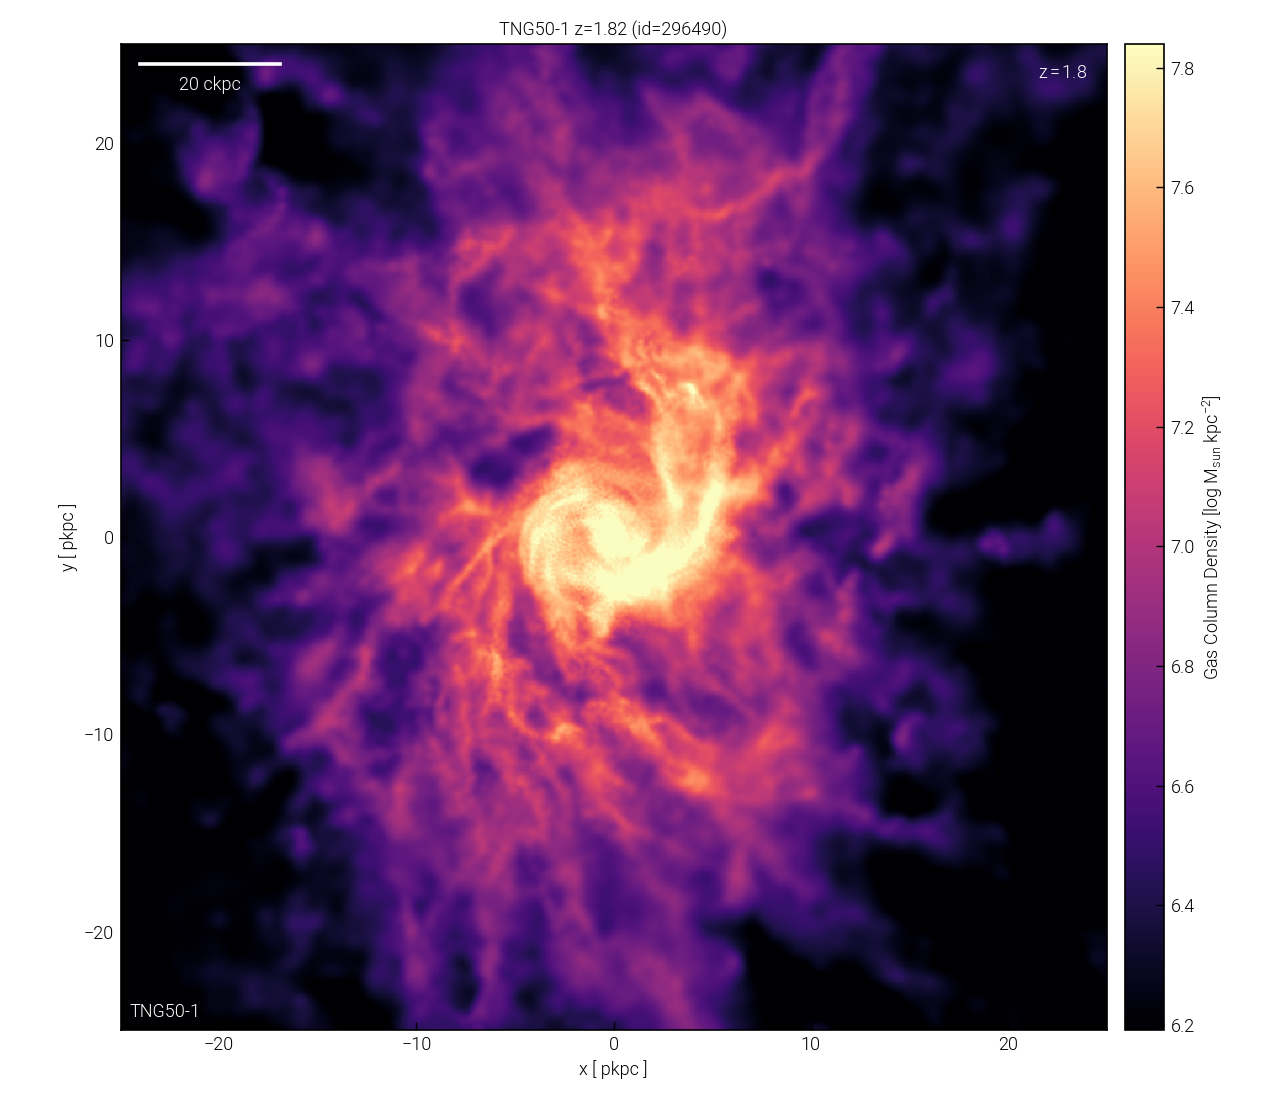 TNG50-1 z=1.82 (id=296490)
20 ckpc
z = 1.8
TNG50-1
20
10
0
−10
−20
y [ pkpc ]
−20
−10
0
10
20
x [ pkpc ]
7.8
7.6
7.4
7.2
7.0
6.8
6.6
6.4
6.2
Gas Column Density [log M_sun kpc^−2]